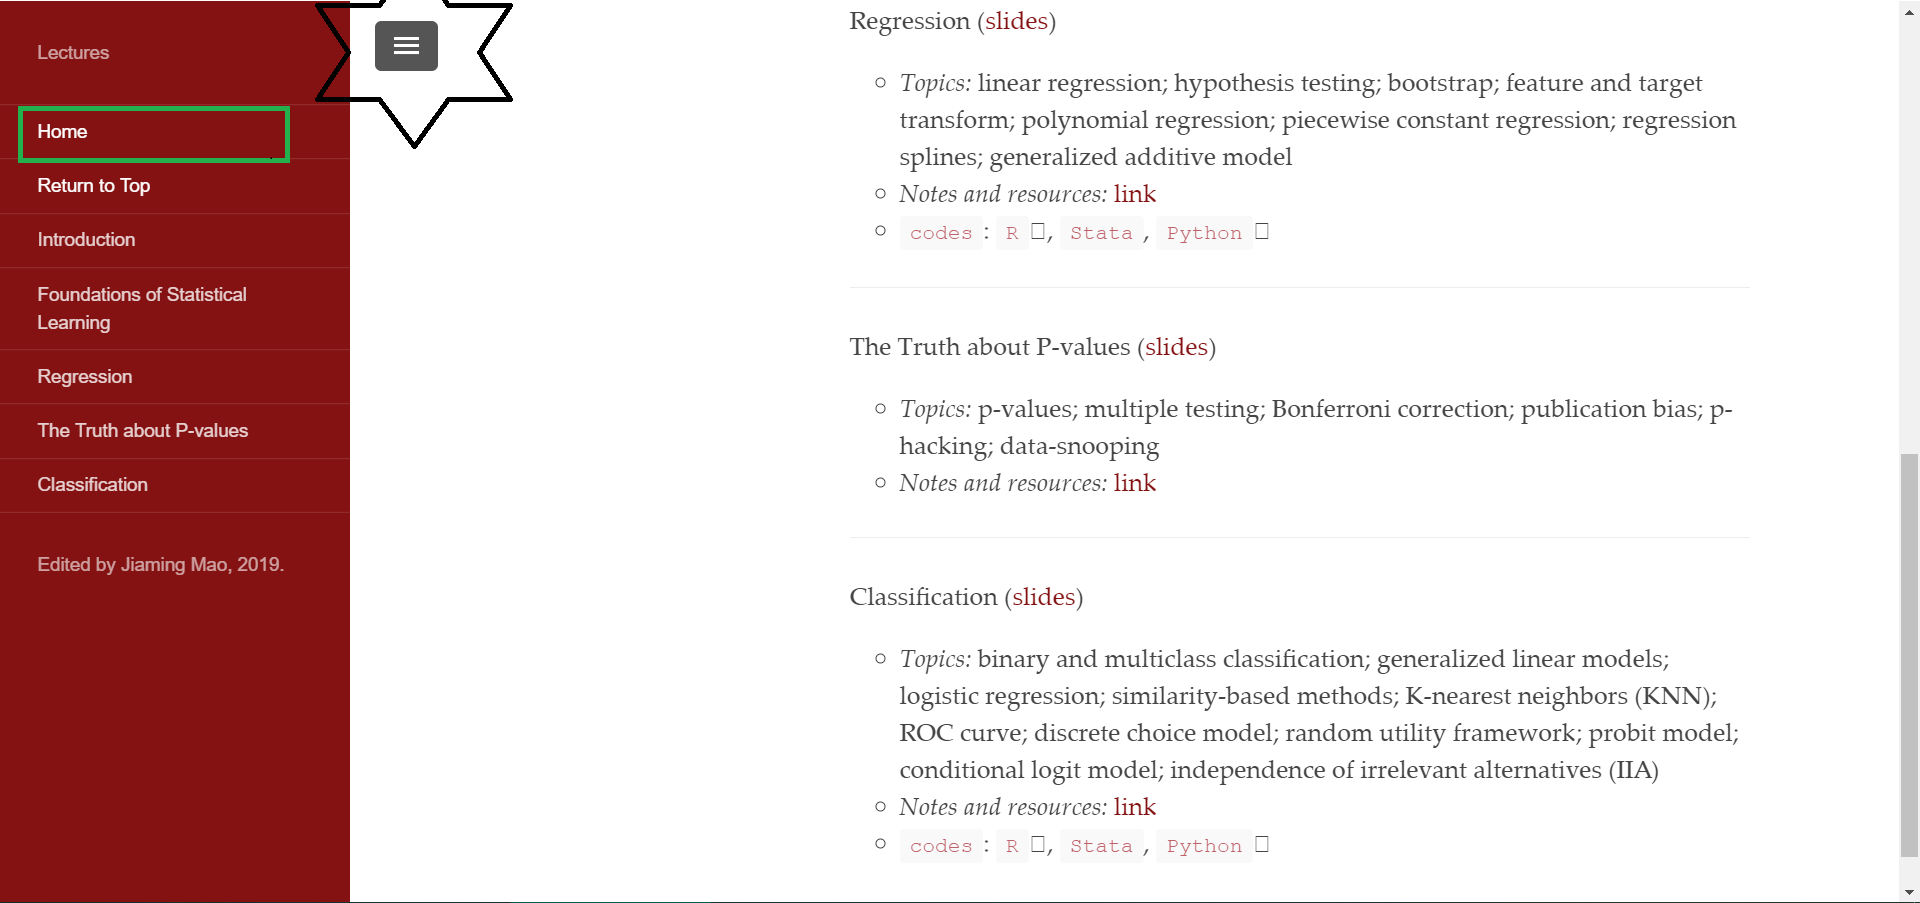 Lectures
Home
Return to Top
Introduction
Foundations of Statistical
Learning
Regression
The Truth about P-values
Classification
Edited by Jiaming Mao, 2019.
Regression (slides)
Topics: linear regression; hypothesis testing; bootstrap; feature and target
transform; polynomial regression; piecewise constant regression; regression
splines; generalized additive model
Notes and resources: link
codes: R, Stata, Python
The Truth about P-values (slides)
Topics: p-values; multiple testing; Bonferroni correction; publication bias; p-
hacking; data-snooping
Notes and resources: link
Classification (slides)
Topics: binary and multiclass classification; generalized linear models;
logistic regression; similarity-based methods; K-nearest neighbors (KNN);
ROC curve; discrete choice model; random utility framework; probit model;
conditional logit model; independence of irrelevant alternatives (IIA)
Notes and resources: link
codes: R, Stata, Python